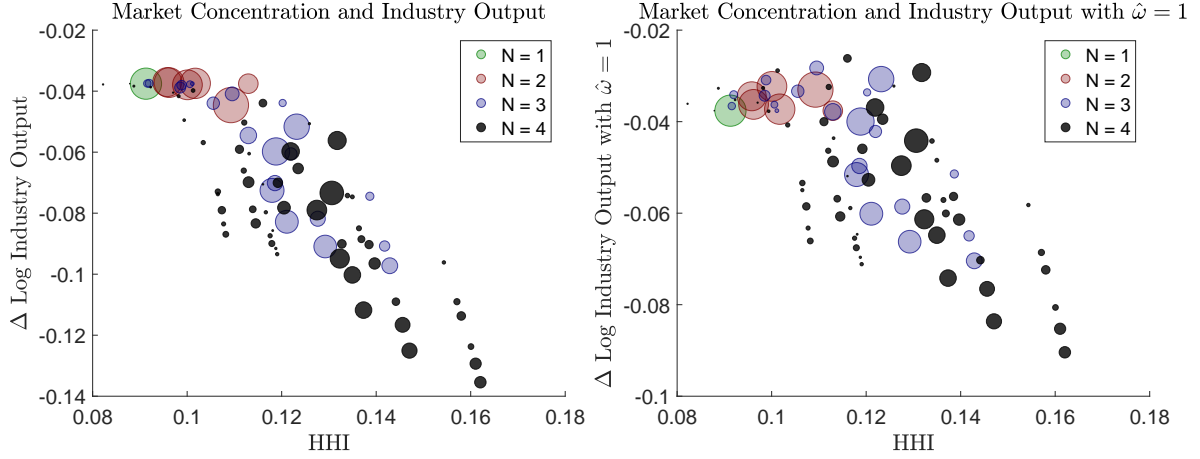 Market Concentration and Industry Output
-0.02
-0.04
-0.06
-0.08
-0.1
-0.12
-0.14
0.08
0.1
0.12
0.14
0.16
0.18
Δ Log Industry Output
HHI
N = 1
N = 2
N = 3
N = 4
Market Concentration and Industry Output with ω̂ = 1
-0.02
-0.04
-0.06
-0.08
-0.1
0.08
0.1
0.12
0.14
0.16
0.18
Δ Log Industry Output with ω̂ = 1
HHI
N = 1
N = 2
N = 3
N = 4